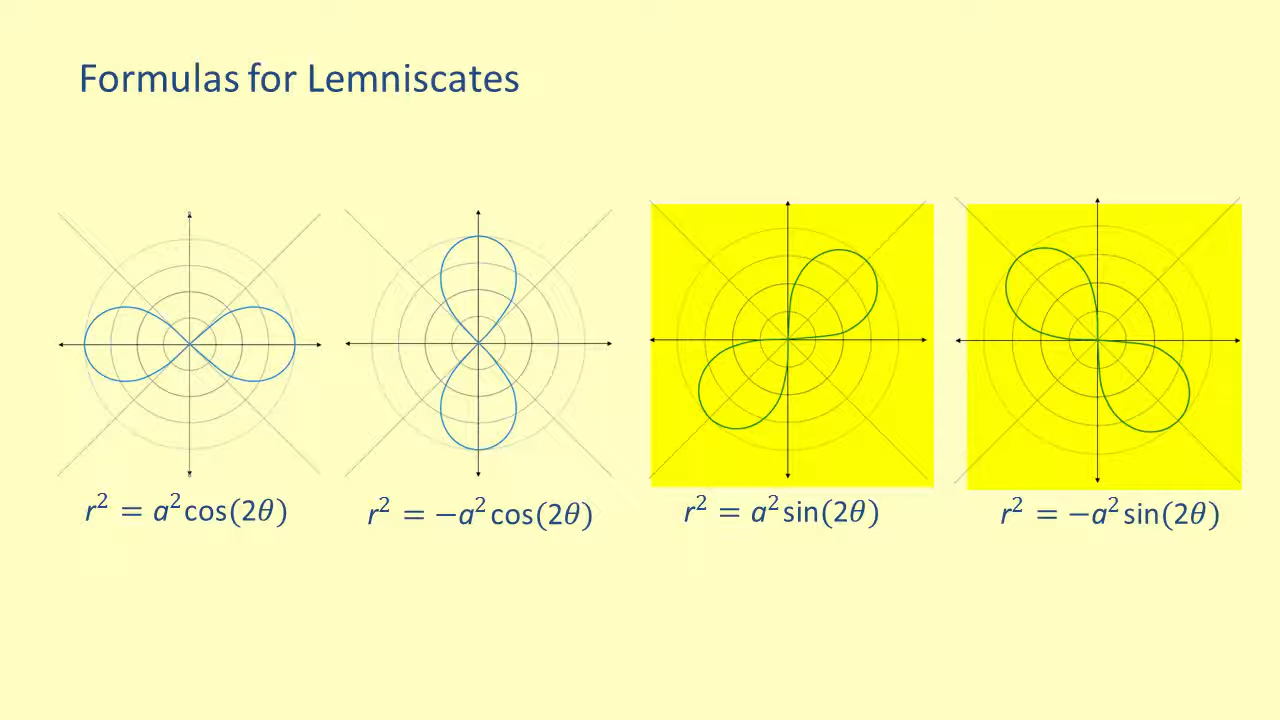 Formulas for Lemniscates
r² = a² cos(2θ)
r² = −a² cos(2θ)
r² = a² sin(2θ)
r² = −a² sin(2θ)